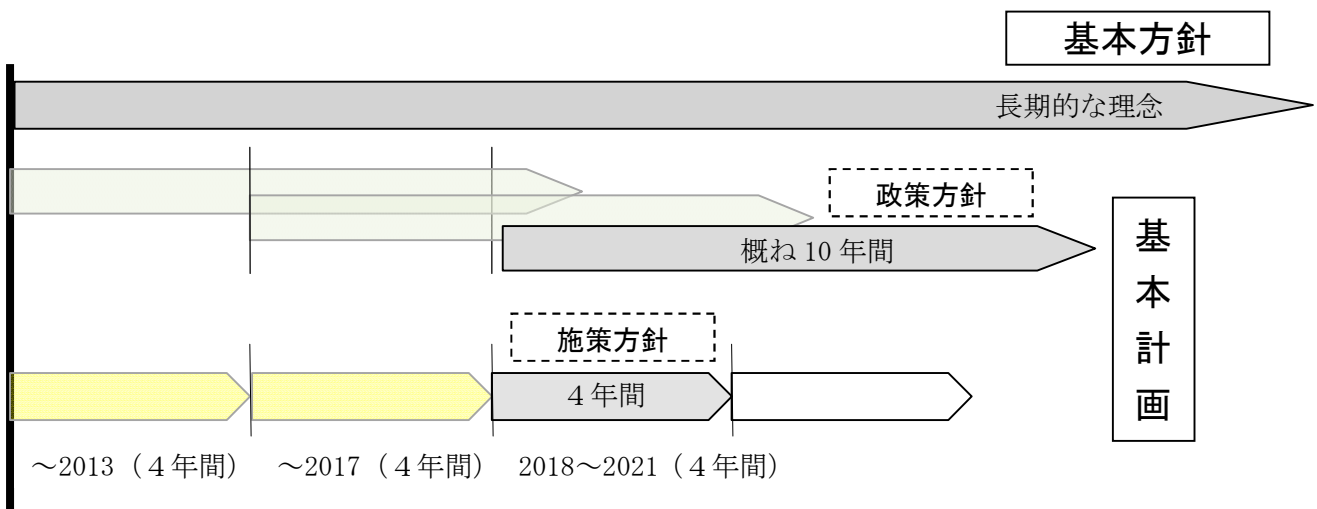 基本方針
長期的な理念
政策方針
概ね 10 年間
基本計画
施策方針
４年間
～2013（４年間）
～2017（４年間）
2018～2021（４年間）